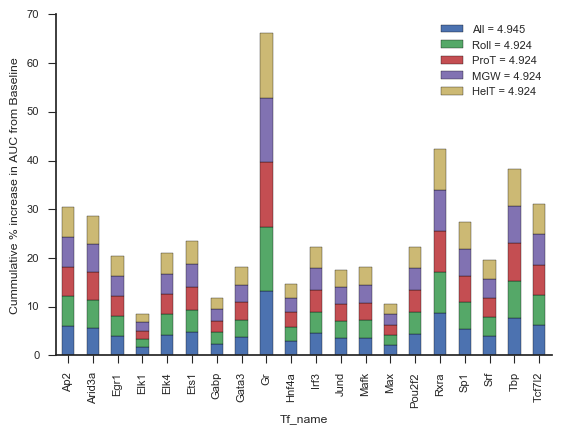 70
60
50
40
30
20
10
0
Cummulative % increase in AUC from Baseline
All = 4.945
Roll = 4.924
ProT = 4.924
MGW = 4.924
HelT = 4.924
Ap2
Arid3a
Egr1
Elk1
Elk4
Ets1
Gabp
Gata3
Gr
Hnf4a
Irf3
Jund
Mafk
Max
Pou2f2
Rxra
Sp1
Srf
Tbp
Tcf7l2
Tf_name